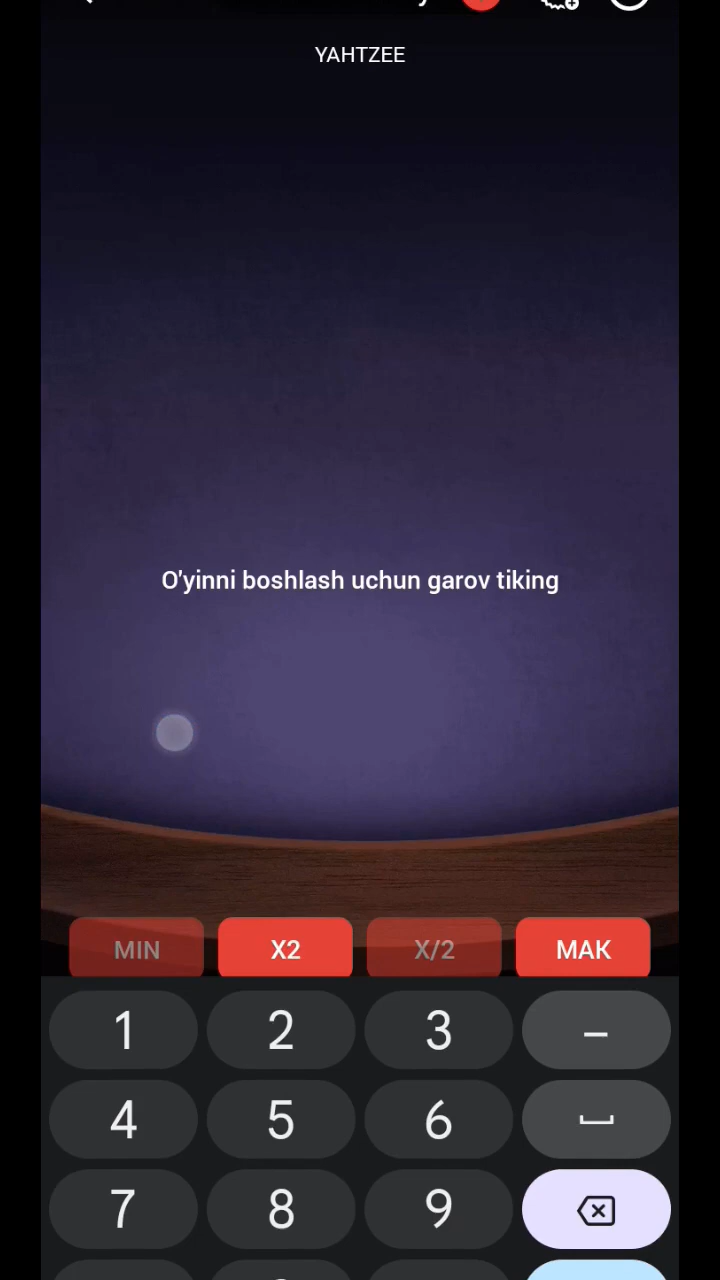 YAHTZEE
O'yinni boshlash uchun garov tiking
MIN X2 X/2 MAK
1 2 3 –
4 5 6
7 8 9